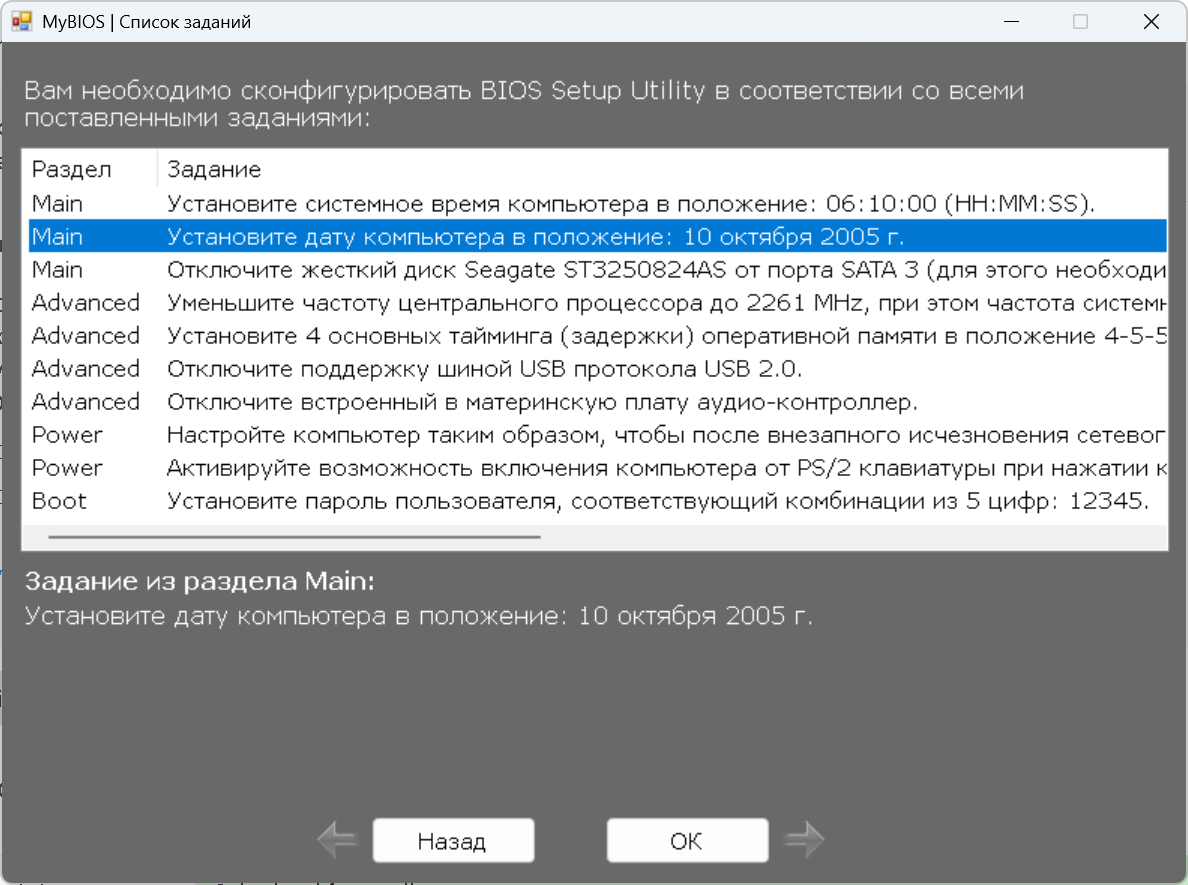 MyBIOS | Список заданий
Вам необходимо сконфигурировать BIOS Setup Utility в соответствии со всеми
поставленными заданиями:
Раздел Задание
Main Установите системное время компьютера в положение: 06:10:00 (HH:MM:SS).
Main Установите дату компьютера в положение: 10 октября 2005 г.
Main Отключите жесткий диск Seagate ST3250824AS от порта SATA 3 (для этого необходи
Advanced Уменьшите частоту центрального процессора до 2261 MHz, при этом частота системн
Advanced Установите 4 основных тайминга (задержки) оперативной памяти в положение 4-5-5
Advanced Отключите поддержку шиной USB протокола USB 2.0.
Advanced Отключите встроенный в материнскую плату аудио-контроллер.
Power Настройте компьютер таким образом, чтобы после внезапного исчезновения сетевог
Power Активируйте возможность включения компьютера от PS/2 клавиатуры при нажатии к
Boot Установите пароль пользователя, соответствующий комбинации из 5 цифр: 12345.
Задание из раздела Main:
Установите дату компьютера в положение: 10 октября 2005 г.
Назад ОК